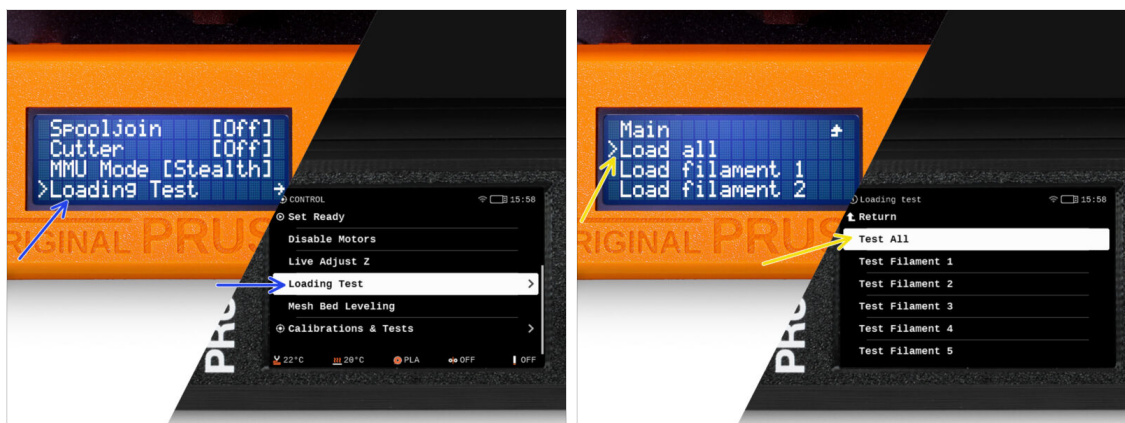 Spooljoin [Off]
Cutter [Off]
MMU Mode [Stealth]
>Loading Test
ORIGINAL PRUS
PRUS
CONTROL 15:58
Set Ready
Disable Motors
Live Adjust Z
Loading Test
Mesh Bed Leveling
Calibrations & Tests
22°C 20°C PLA OFF OFF
Main
>Load all
Load filament 1
Load filament 2
RIGINAL PRUS
PRUS
Loading test 15:58
Return
Test All
Test Filament 1
Test Filament 2
Test Filament 3
Test Filament 4
Test Filament 5